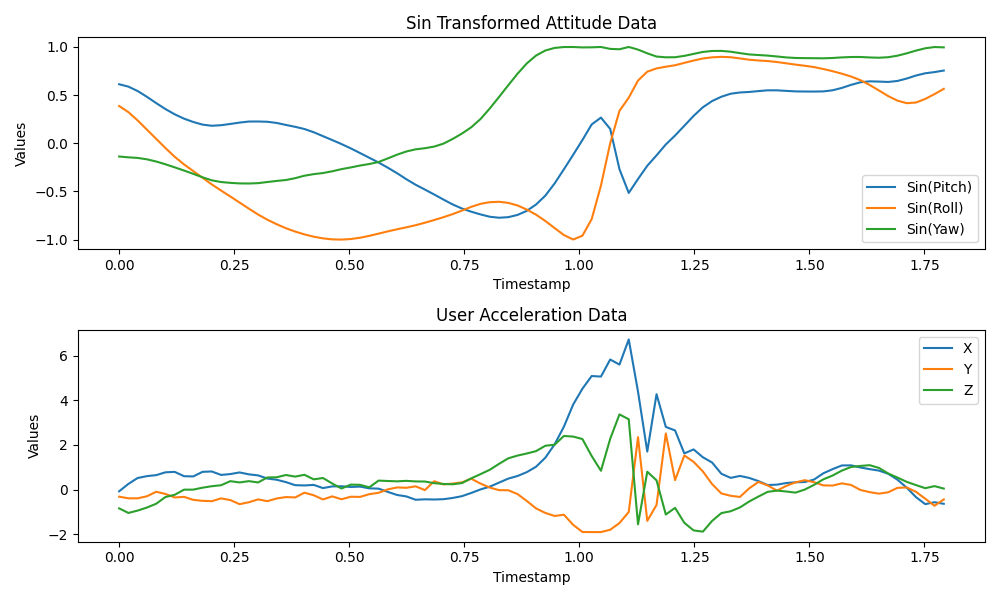 Sin Transformed Attitude Data
Values
1.0
0.5
0.0
−0.5
−1.0
Sin(Pitch)
Sin(Roll)
Sin(Yaw)
0.00 0.25 0.50 0.75 1.00 1.25 1.50 1.75
Timestamp
User Acceleration Data
Values
6
4
2
0
−2
X
Y
Z
0.00 0.25 0.50 0.75 1.00 1.25 1.50 1.75
Timestamp